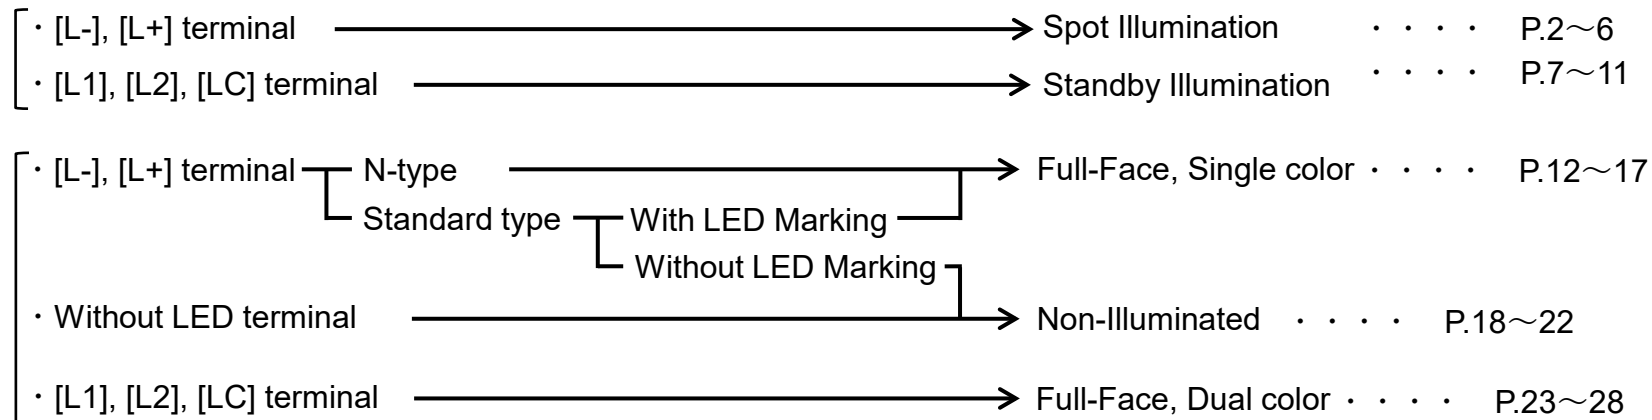 ・[L-], [L+] terminal Spot Illumination ・・・・ P.2～6
・[L1], [L2], [LC] terminal Standby Illumination ・・・・ P.7～11
・[L-], [L+] terminal N-type Full-Face, Single color ・・・・ P.12～17
Standard type With LED Marking
Without LED Marking
・Without LED terminal Non-Illuminated ・・・・ P.18～22
・[L1], [L2], [LC] terminal Full-Face, Dual color ・・・・ P.23～28